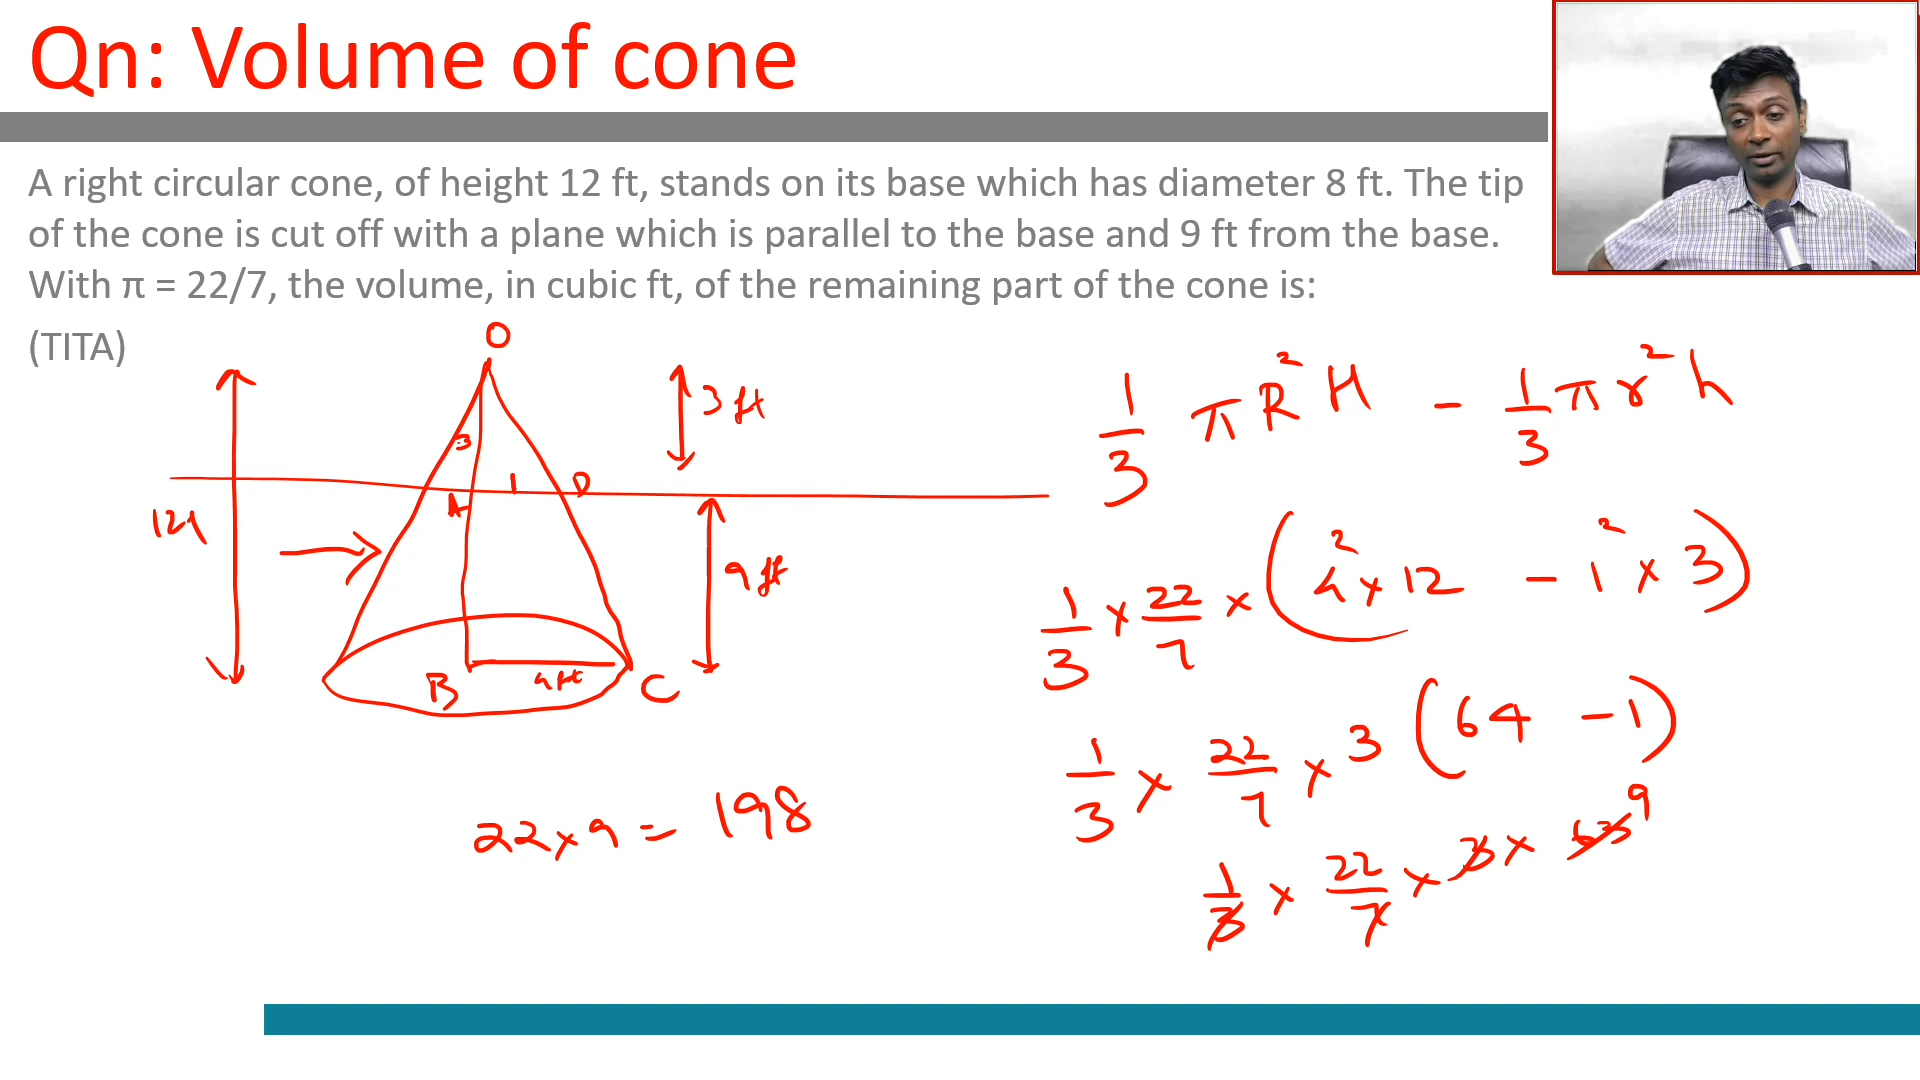 Qn: Volume of cone
A right circular cone, of height 12 ft, stands on its base which has diameter 8 ft. The tip
of the cone is cut off with a plane which is parallel to the base and 9 ft from the base.
With π = 22/7, the volume, in cubic ft, of the remaining part of the cone is:
(TITA)
O
3 ft
3
A
1
D
12
9 ft
B
4 ft
C
1/3 πR²H - 1/3 πr²h
1/3 × 22/7 × (4² × 12 - 1² × 3)
1/3 × 22/7 × 3 (64 - 1)
1/3 × 22/7 × 3 × 63 9
22 × 9 = 198